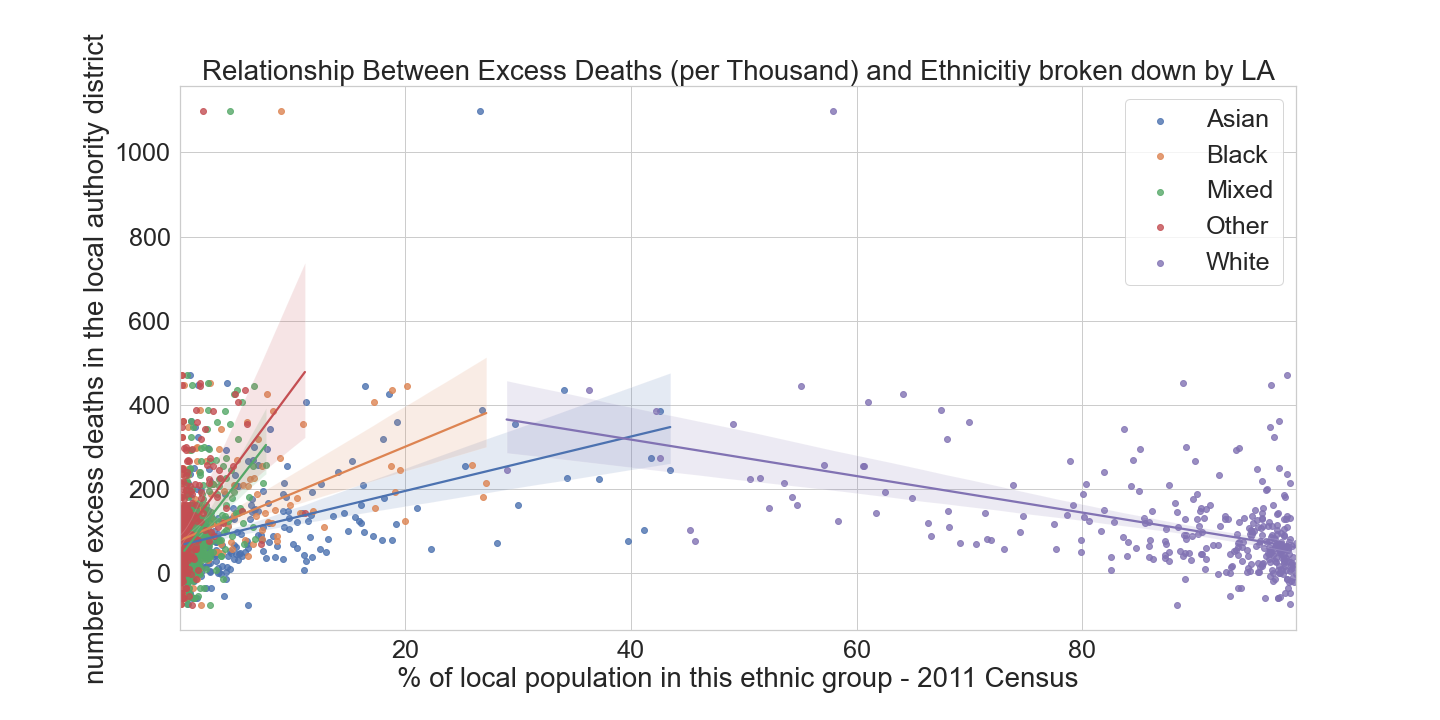 Relationship Between Excess Deaths (per Thousand) and Ethnicitiy broken down by LA
number of excess deaths in the local authority district
1000
800
600
400
200
0
Asian
Black
Mixed
Other
White
20
40
60
80
% of local population in this ethnic group - 2011 Census